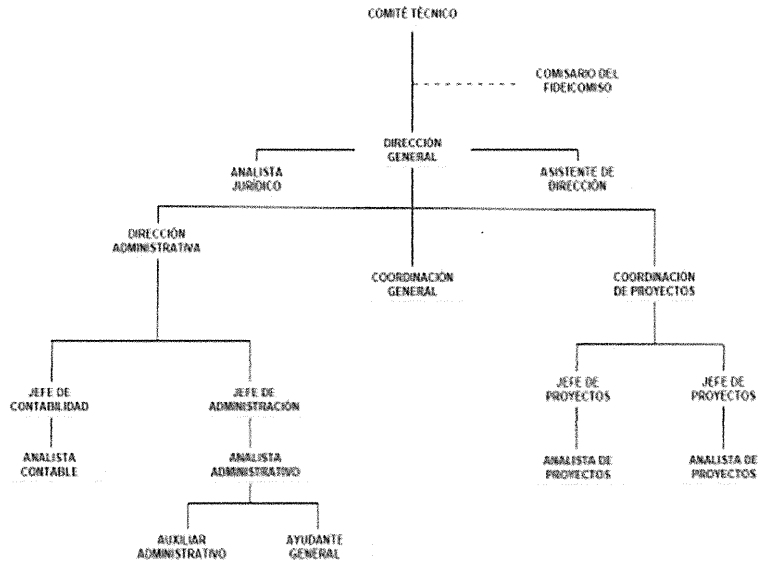 COMITÉ TÉCNICO
COMISARIO DEL
FIDEICOMISO
DIRECCIÓN
GENERAL
ANALISTA
JURÍDICO
ASISTENTE DE
DIRECCIÓN
DIRECCIÓN
ADMINISTRATIVA
COORDINACIÓN
GENERAL
COORDINACIÓN
DE PROYECTOS
JEFE DE
CONTABILIDAD
JEFE DE
ADMINISTRACIÓN
JEFE DE
PROYECTOS
JEFE DE
PROYECTOS
ANALISTA
CONTABLE
ANALISTA
ADMINISTRATIVO
ANALISTA DE
PROYECTOS
ANALISTA DE
PROYECTOS
AUXILIAR
ADMINISTRATIVO
AYUDANTE
GENERAL